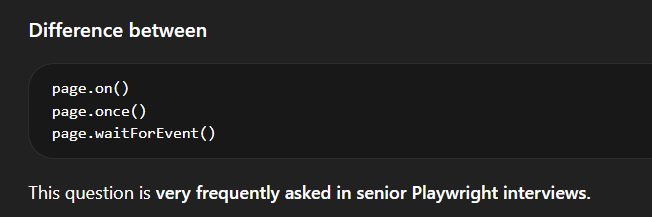 Difference between
page.on()
page.once()
page.waitForEvent()
This question is very frequently asked in senior Playwright interviews.